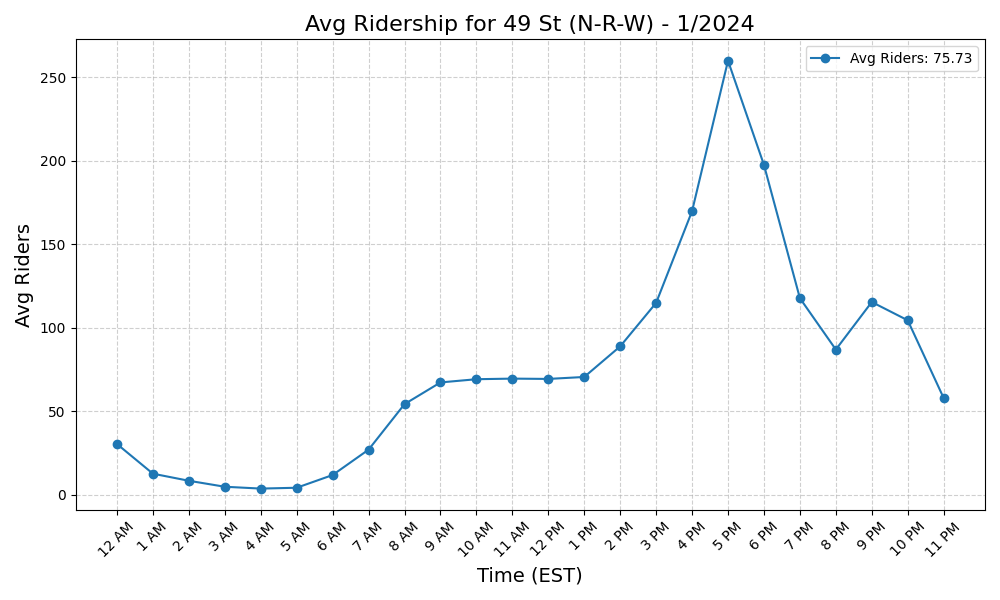 Avg Ridership for 49 St (N-R-W) - 1/2024
Avg Riders: 75.73
Avg Riders
250
200
150
100
50
0
12 AM
1 AM
2 AM
3 AM
4 AM
5 AM
6 AM
7 AM
8 AM
9 AM
10 AM
11 AM
12 PM
1 PM
2 PM
3 PM
4 PM
5 PM
6 PM
7 PM
8 PM
9 PM
10 PM
11 PM
Time (EST)